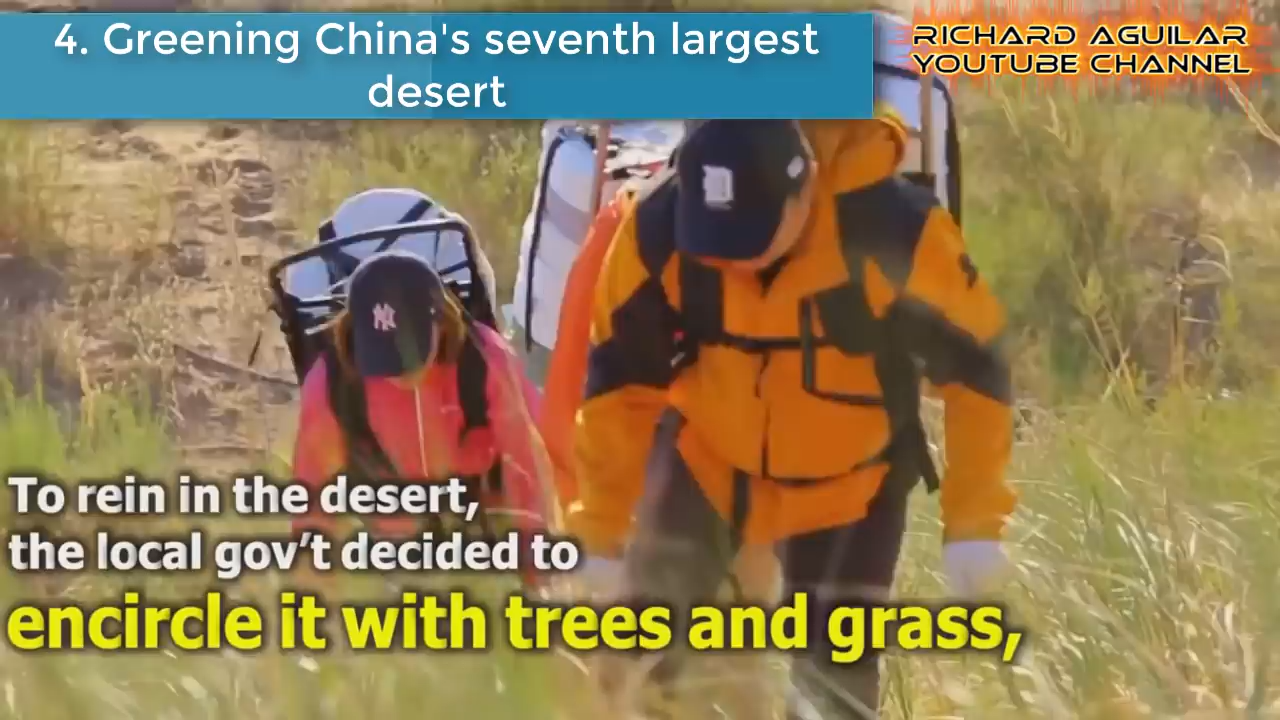 4. Greening China's seventh largest
desert
RICHARD AGUILAR
YOUTUBE CHANNEL
D
NY
To rein in the desert,
the local gov't decided to
encircle it with trees and grass,